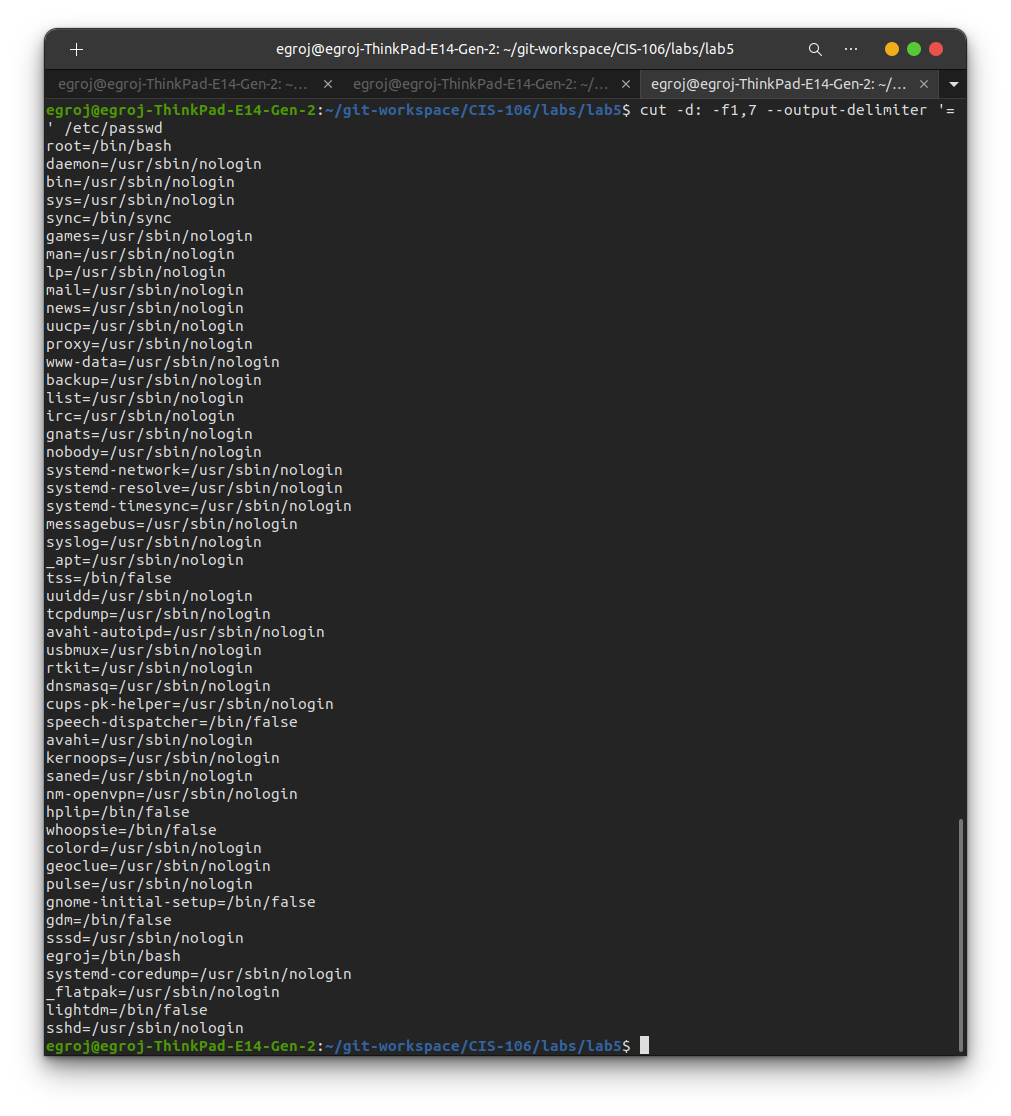 egroj@egroj-ThinkPad-E14-Gen-2: ~/git-workspace/CIS-106/labs/lab5
egroj@egroj-ThinkPad-E14-Gen-2: ~... egroj@egroj-ThinkPad-E14-Gen-2: ~/... egroj@egroj-ThinkPad-E14-Gen-2: ~/...
egroj@egroj-ThinkPad-E14-Gen-2:~/git-workspace/CIS-106/labs/lab5$ cut -d: -f1,7 --output-delimiter '=
' /etc/passwd
root=/bin/bash
daemon=/usr/sbin/nologin
bin=/usr/sbin/nologin
sys=/usr/sbin/nologin
sync=/bin/sync
games=/usr/sbin/nologin
man=/usr/sbin/nologin
lp=/usr/sbin/nologin
mail=/usr/sbin/nologin
news=/usr/sbin/nologin
uucp=/usr/sbin/nologin
proxy=/usr/sbin/nologin
www-data=/usr/sbin/nologin
backup=/usr/sbin/nologin
list=/usr/sbin/nologin
irc=/usr/sbin/nologin
gnats=/usr/sbin/nologin
nobody=/usr/sbin/nologin
systemd-network=/usr/sbin/nologin
systemd-resolve=/usr/sbin/nologin
systemd-timesync=/usr/sbin/nologin
messagebus=/usr/sbin/nologin
syslog=/usr/sbin/nologin
_apt=/usr/sbin/nologin
tss=/bin/false
uuidd=/usr/sbin/nologin
tcpdump=/usr/sbin/nologin
avahi-autoipd=/usr/sbin/nologin
usbmux=/usr/sbin/nologin
rtkit=/usr/sbin/nologin
dnsmasq=/usr/sbin/nologin
cups-pk-helper=/usr/sbin/nologin
speech-dispatcher=/bin/false
avahi=/usr/sbin/nologin
kernoops=/usr/sbin/nologin
saned=/usr/sbin/nologin
nm-openvpn=/usr/sbin/nologin
hplip=/bin/false
whoopsie=/bin/false
colord=/usr/sbin/nologin
geoclue=/usr/sbin/nologin
pulse=/usr/sbin/nologin
gnome-initial-setup=/bin/false
gdm=/bin/false
sssd=/usr/sbin/nologin
egroj=/bin/bash
systemd-coredump=/usr/sbin/nologin
_flatpak=/usr/sbin/nologin
lightdm=/bin/false
sshd=/usr/sbin/nologin
egroj@egroj-ThinkPad-E14-Gen-2:~/git-workspace/CIS-106/labs/lab5$